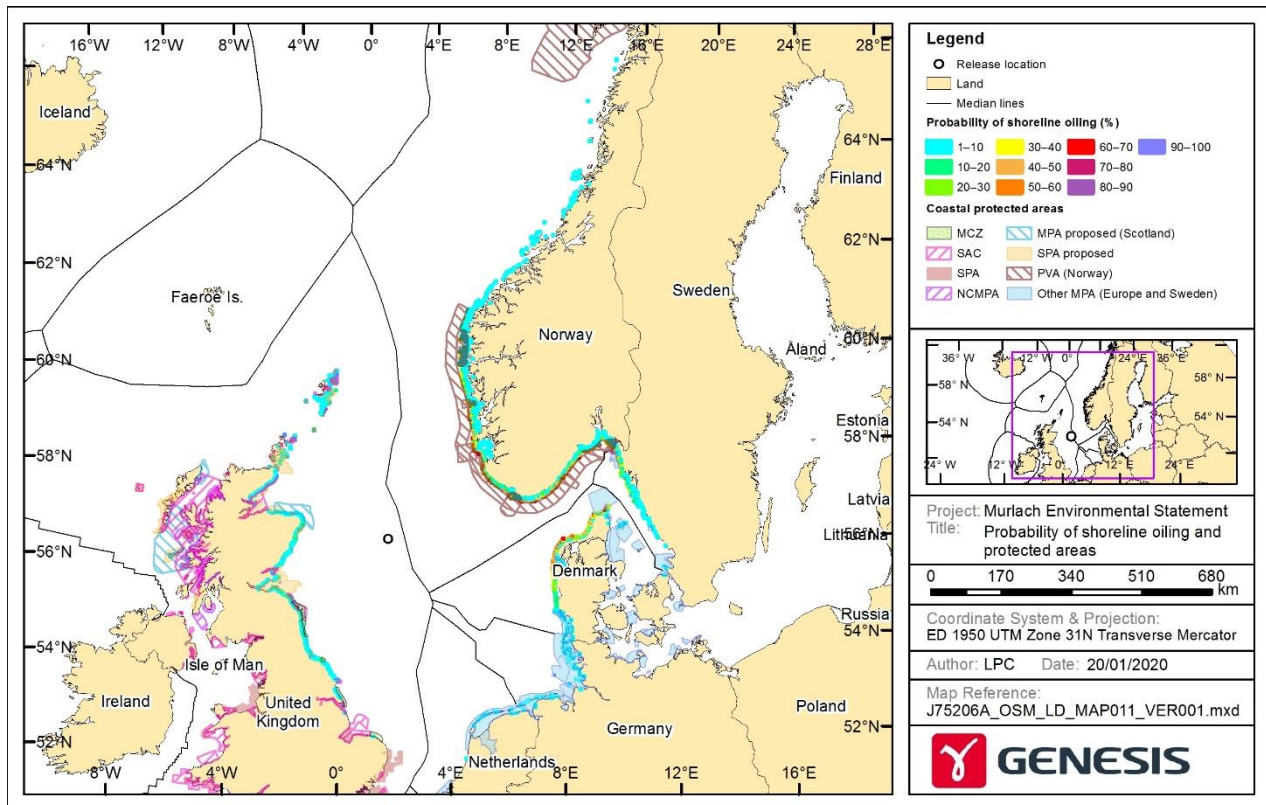 16°W 12°W 8°W 4°W 0° 4°E 8°E 12°E 16°E 20°E 24°E 28°E
Iceland
64°N 64°N
Finland
62°N 62°N
Faeroe Is.
Sweden
Norway
Åland
60°N 60°N
Estonia
58°N 58°N
Latvia
56°N 56°N
Lithuania
Denmark
Russia
54°N 54°N
Isle of Man
Ireland
United
Kingdom
Poland
Germany
52°N 52°N
Netherlands
8°W 4°W 0° 4°E 8°E 12°E 16°E
Legend
Release location
Land
Median lines
Probability of shoreline oiling (%)
1–10 30–40 60–70 90–100
10–20 40–50 70–80
20–30 50–60 80–90
Coastal protected areas
MCZ MPA proposed (Scotland)
SAC SPA proposed
SPA PVA (Norway)
NCMPA Other MPA (Europe and Sweden)
36° W 12°W 0° 24°E 36°E
58° N 58° N
54°N 54° N
24° W 12°W 0° 12°E 24°E
Project: Murlach Environmental Statement
Title: Probability of shoreline oiling and
protected areas
0 170 340 510 680
km
Coordinate System & Projection:
ED 1950 UTM Zone 31N Transverse Mercator
Author: LPC Date: 20/01/2020
Map Reference:
J75206A_OSM_LD_MAP011_VER001.mxd
GENESIS